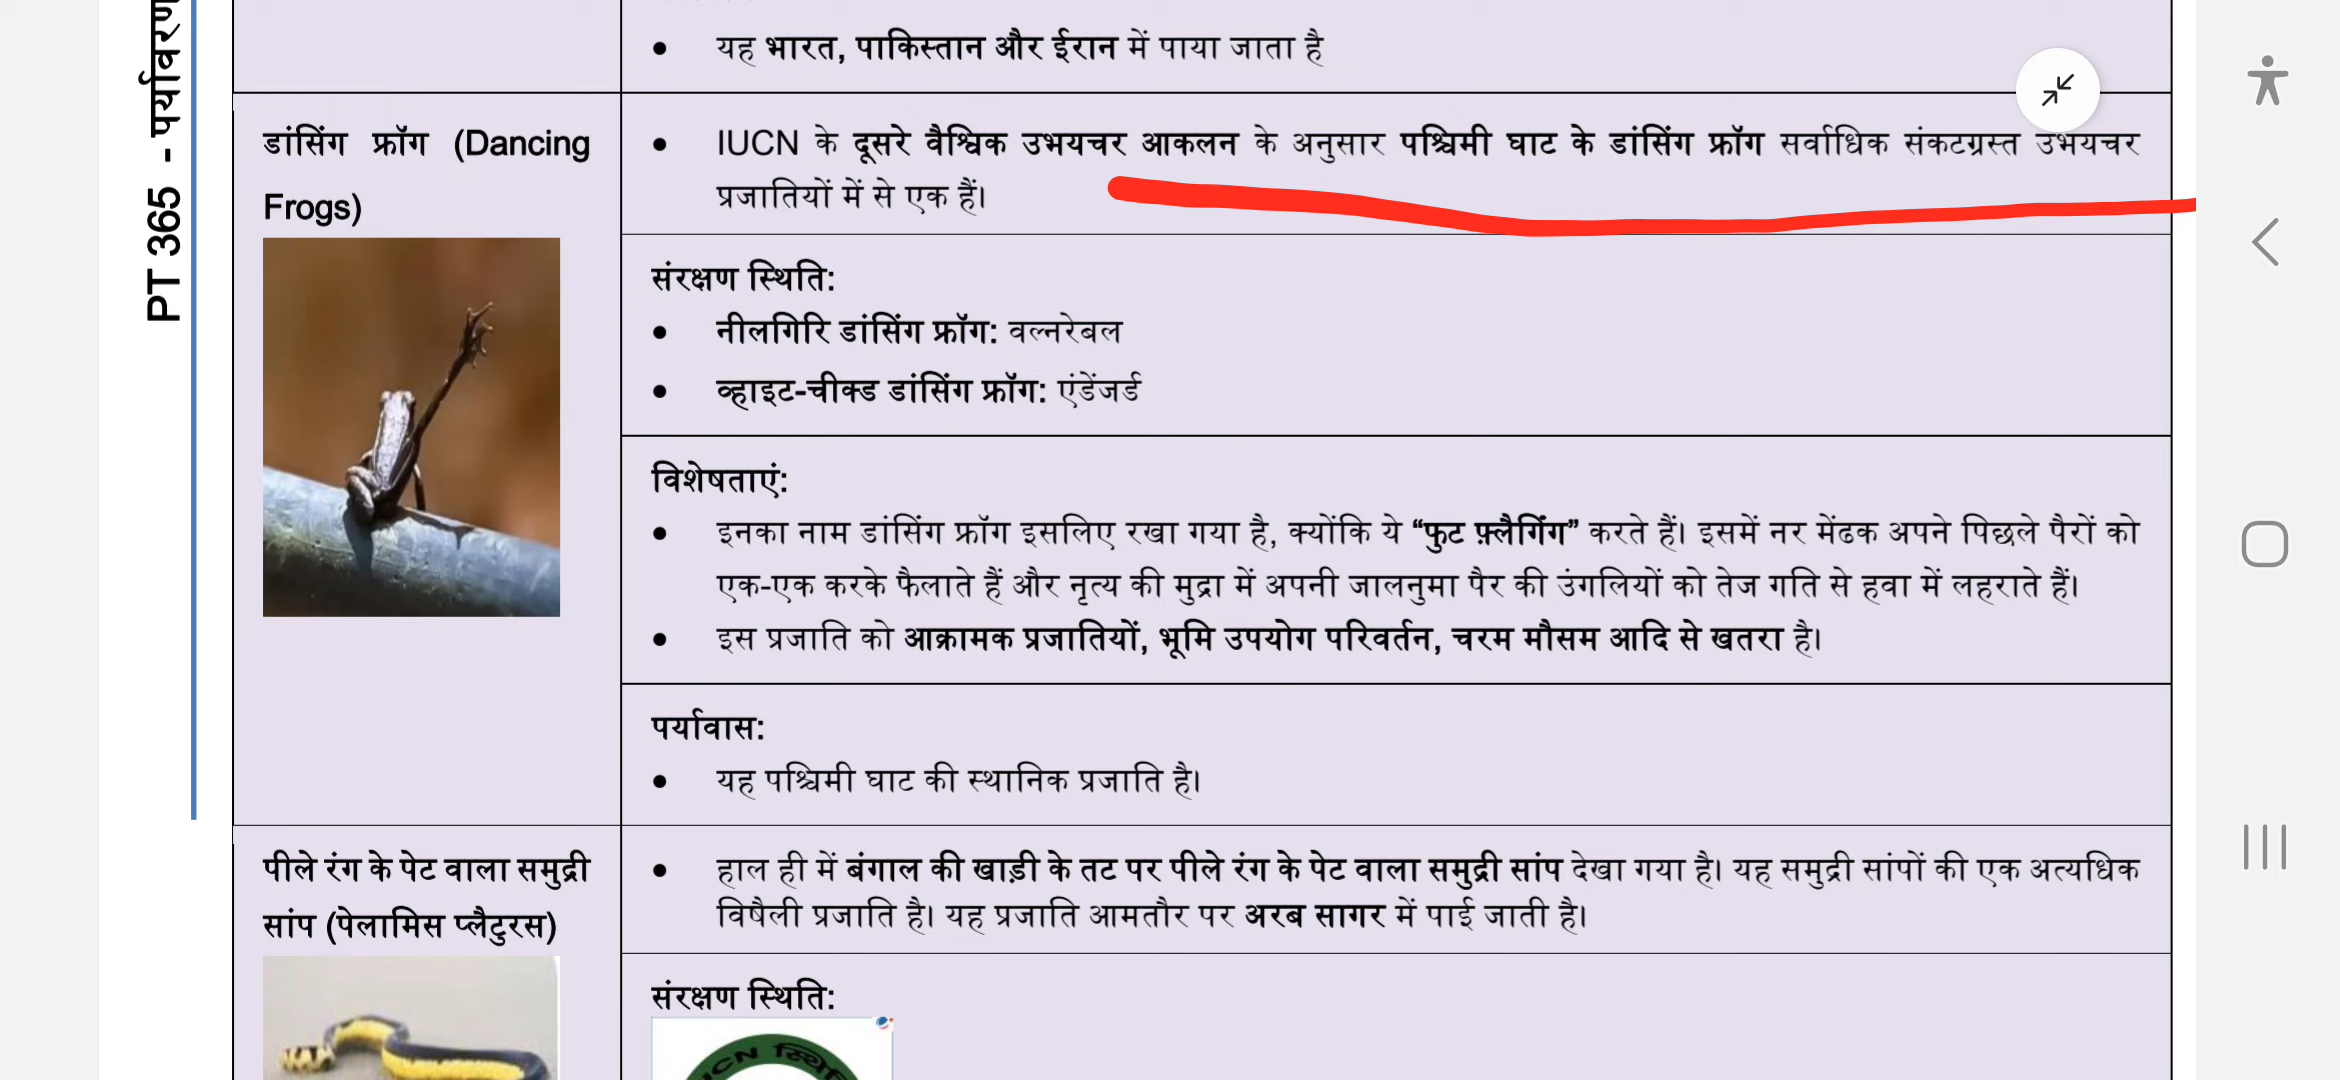 PT 365 - पर्यावरण
यह भारत, पाकिस्तान और ईरान में पाया जाता है
डांसिंग फ्रॉग (Dancing
Frogs)
IUCN के दूसरे वैश्विक उभयचर आकलन के अनुसार पश्चिमी घाट के डांसिंग फ्रॉग सर्वाधिक संकटग्रस्त उभयचर
प्रजातियों में से एक हैं।
संरक्षण स्थिति:
नीलगिरि डांसिंग फ्रॉग: वल्नरेबल
व्हाइट-चीक्ड डांसिंग फ्रॉग: एंडेंजर्ड
विशेषताएं:
इनका नाम डांसिंग फ्रॉग इसलिए रखा गया है, क्योंकि ये “फुट फ़्लैगिंग” करते हैं। इसमें नर मेंढक अपने पिछले पैरों को
एक-एक करके फैलाते हैं और नृत्य की मुद्रा में अपनी जालनुमा पैर की उंगलियों को तेज गति से हवा में लहराते हैं।
इस प्रजाति को आक्रामक प्रजातियों, भूमि उपयोग परिवर्तन, चरम मौसम आदि से खतरा है।
पर्यावास:
यह पश्चिमी घाट की स्थानिक प्रजाति है।
पीले रंग के पेट वाला समुद्री
सांप (पेलामिस प्लैटुरस)
हाल ही में बंगाल की खाड़ी के तट पर पीले रंग के पेट वाला समुद्री सांप देखा गया है। यह समुद्री सांपों की एक अत्यधिक
विषैली प्रजाति है। यह प्रजाति आमतौर पर अरब सागर में पाई जाती है।
संरक्षण स्थिति: